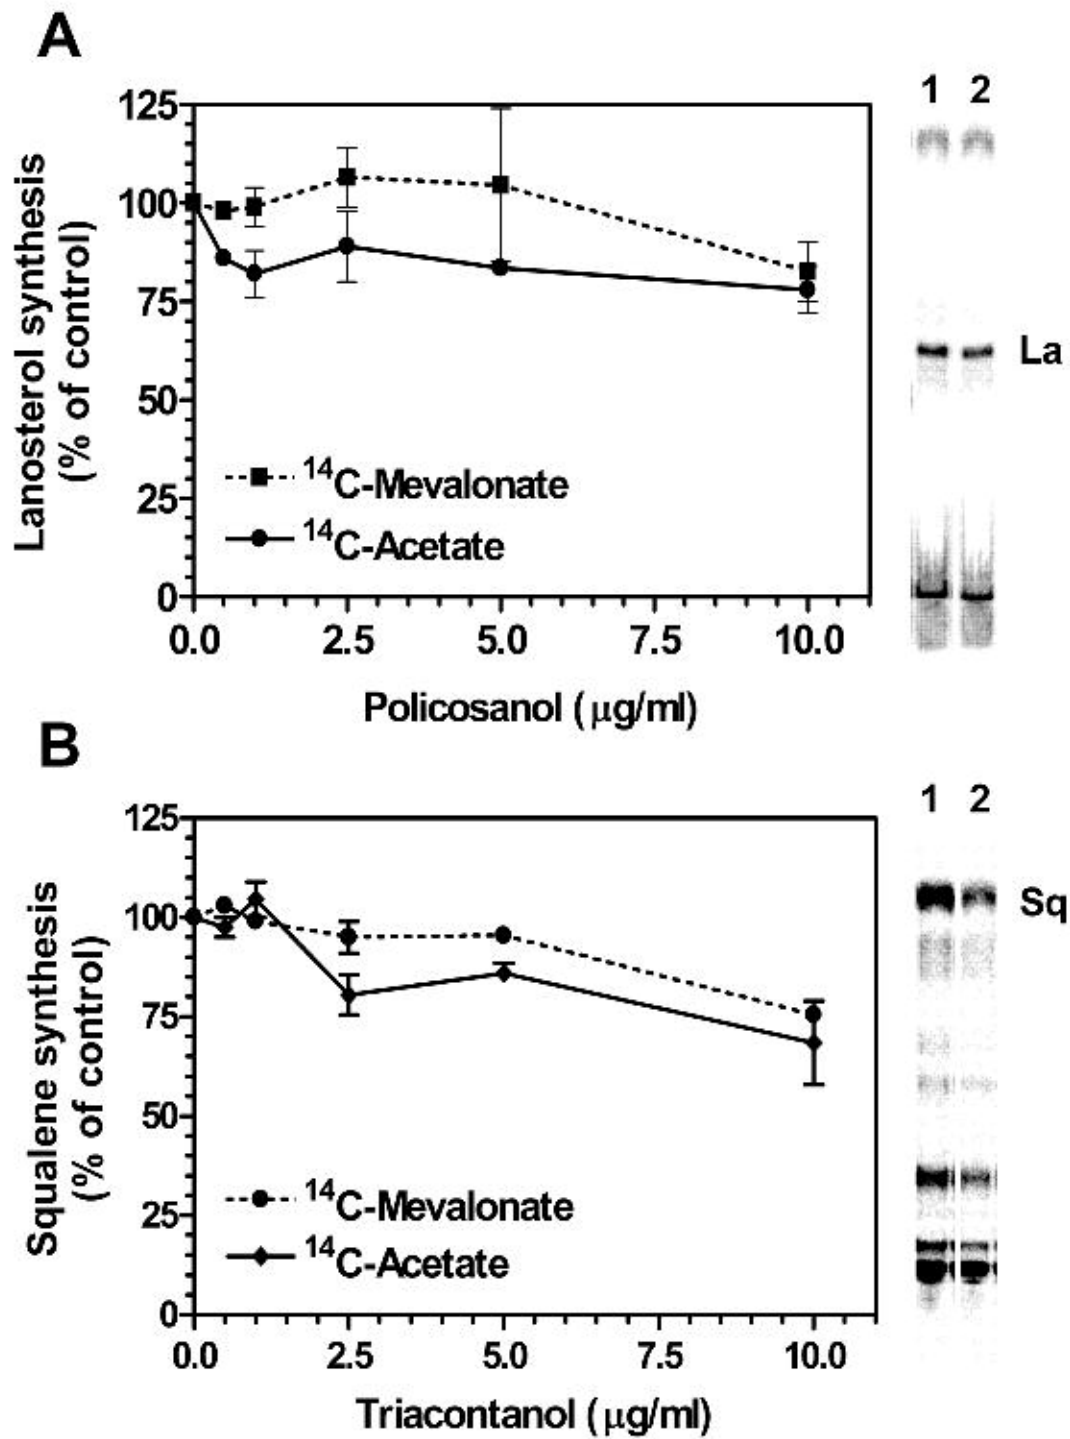 A
1 2
125
100
75
50
25
0
Lanosterol synthesis
(% of control)
¹⁴C-Mevalonate
¹⁴C-Acetate
La
0.0 2.5 5.0 7.5 10.0
Policosanol (μg/ml)
B
1 2
125
100
75
50
25
0
Squalene synthesis
(% of control)
Sq
¹⁴C-Mevalonate
¹⁴C-Acetate
0.0 2.5 5.0 7.5 10.0
Triacontanol (μg/ml)